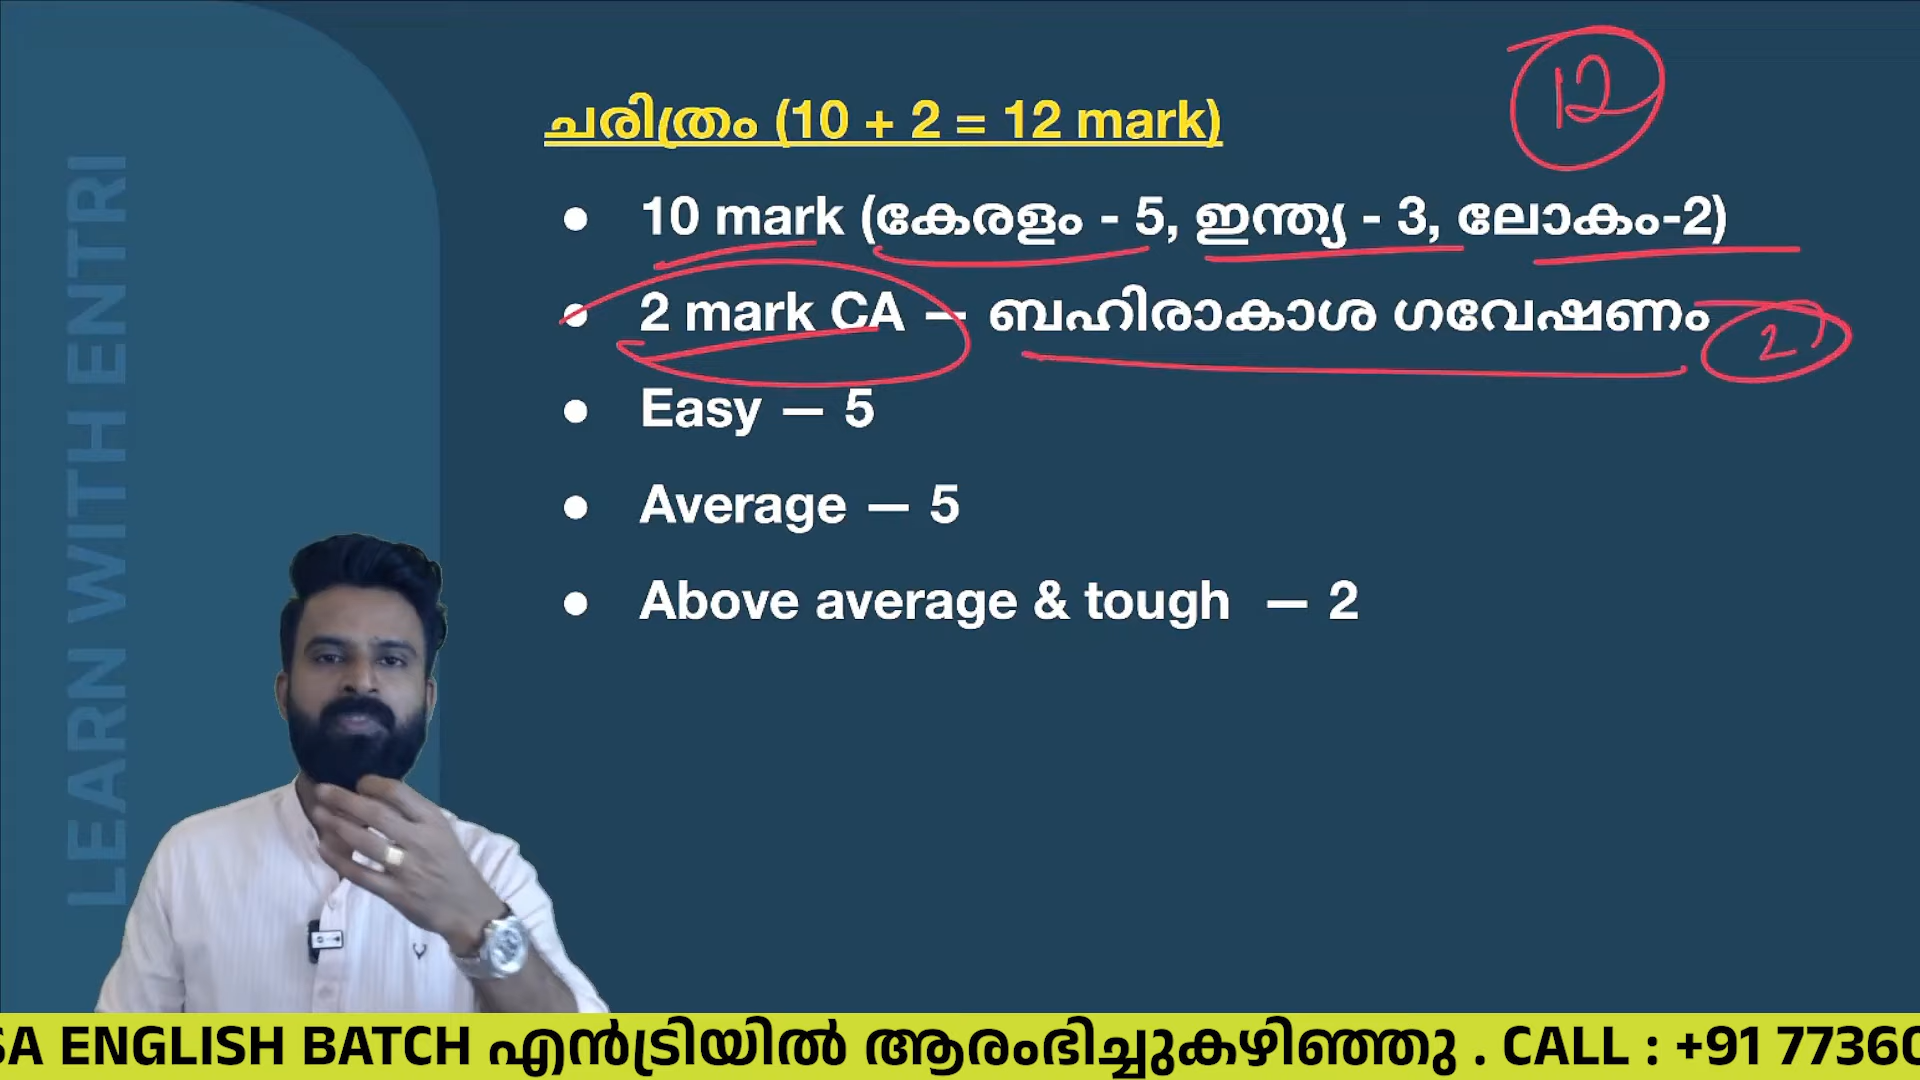 LEARN WITH ENTRI
12
ചരിത്രം (10 + 2 = 12 mark)
● 10 mark (കേരളം - 5, ഇന്ത്യ - 3, ലോകം-2)
● 2 mark CA — ബഹിരാകാശ ഗവേഷണം 2
● Easy — 5
● Average — 5
● Above average & tough — 2
SA ENGLISH BATCH എൻട്രിയിൽ ആരംഭിച്ചുകഴിഞ്ഞു . CALL : +91 7736